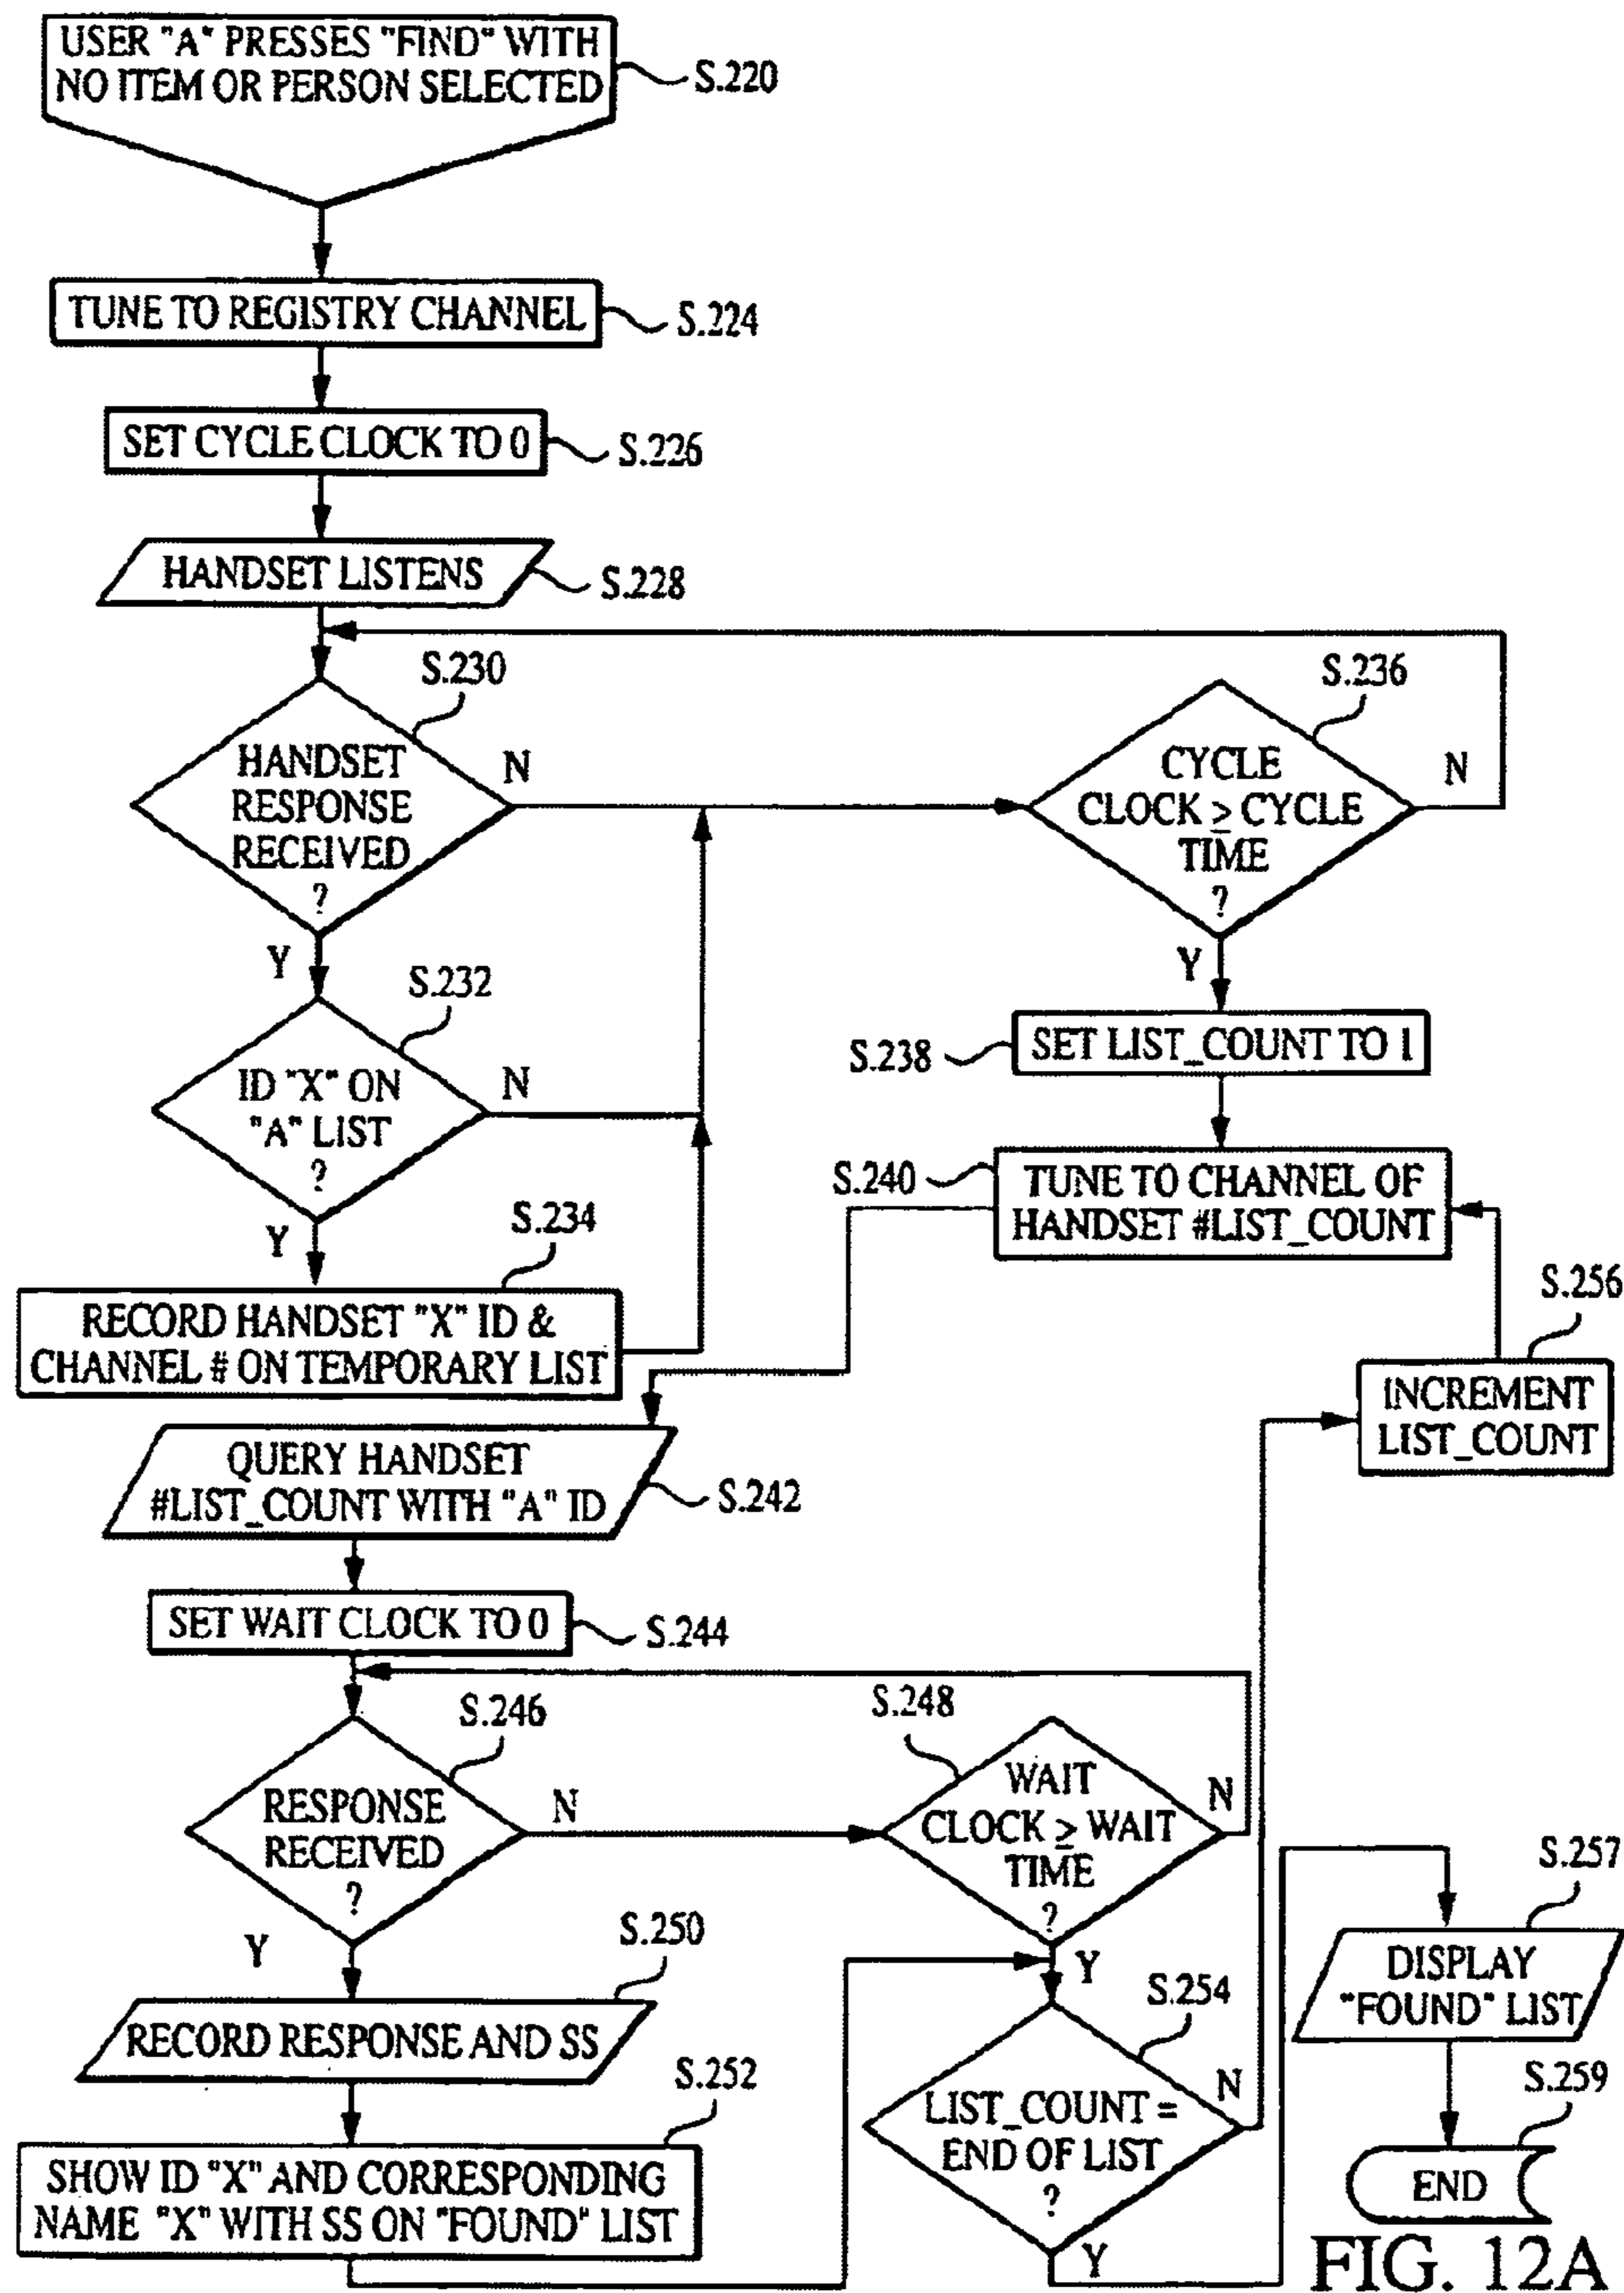 USER "A" PRESSES "FIND" WITH
NO ITEM OR PERSON SELECTED
S.220
TUNE TO REGISTRY CHANNEL
S.224
SET CYCLE CLOCK TO 0
S.226
HANDSET LISTENS
S.228
S.230
HANDSET
RESPONSE
RECEIVED
?
N
Y
S.236
CYCLE
CLOCK ≥ CYCLE
TIME
?
N
Y
S.232
ID "X" ON
"A" LIST
?
N
Y
S.238
SET LIST_COUNT TO 1
S.240
TUNE TO CHANNEL OF
HANDSET #LIST_COUNT
S.234
RECORD HANDSET "X" ID &
CHANNEL # ON TEMPORARY LIST
S.256
INCREMENT
LIST_COUNT
QUERY HANDSET
#LIST_COUNT WITH "A" ID
S.242
SET WAIT CLOCK TO 0
S.244
S.246
RESPONSE
RECEIVED
?
N
Y
S.248
WAIT
CLOCK ≥ WAIT
TIME
?
N
Y
S.250
RECORD RESPONSE AND SS
S.252
SHOW ID "X" AND CORRESPONDING
NAME "X" WITH SS ON "FOUND" LIST
S.254
LIST_COUNT =
END OF LIST
?
N
Y
S.257
DISPLAY
"FOUND" LIST
S.259
END
FIG. 12A